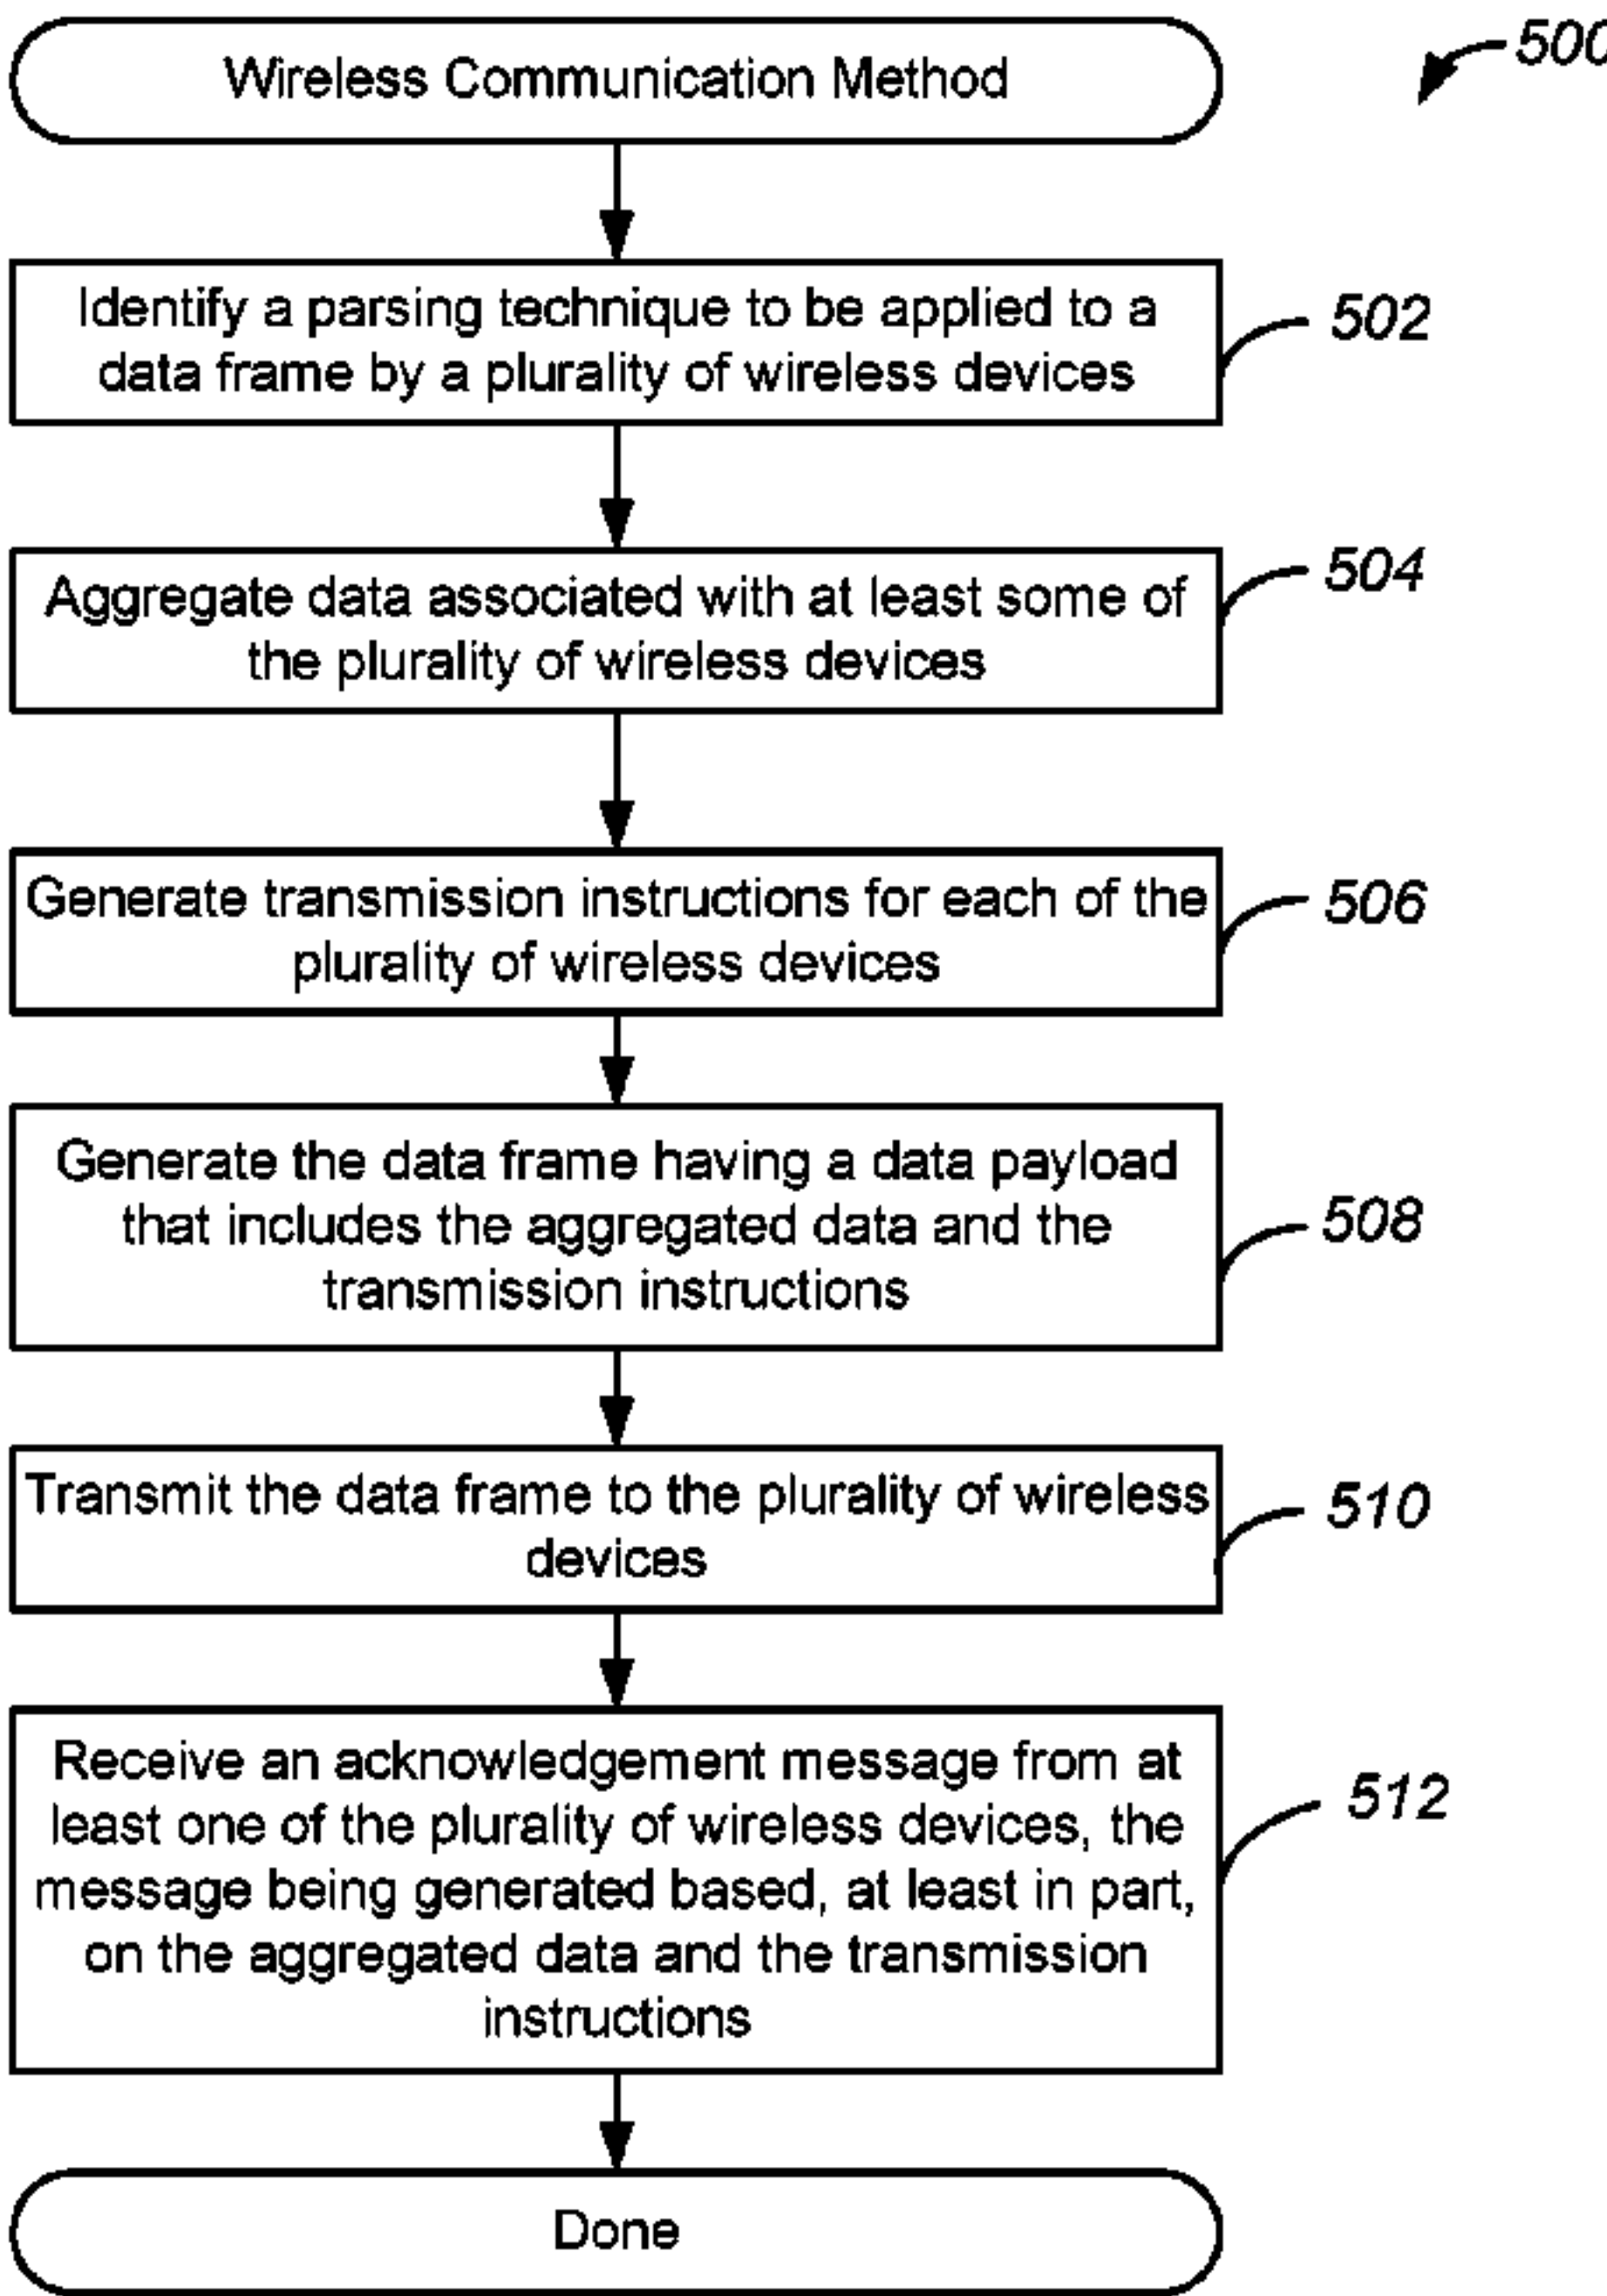 Wireless Communication Method
500
Identify a parsing technique to be applied to a
data frame by a plurality of wireless devices
502
Aggregate data associated with at least some of
the plurality of wireless devices
504
Generate transmission instructions for each of the
plurality of wireless devices
506
Generate the data frame having a data payload
that includes the aggregated data and the
transmission instructions
508
Transmit the data frame to the plurality of wireless
devices
510
Receive an acknowledgement message from at
least one of the plurality of wireless devices, the
message being generated based, at least in part,
on the aggregated data and the transmission
instructions
512
Done